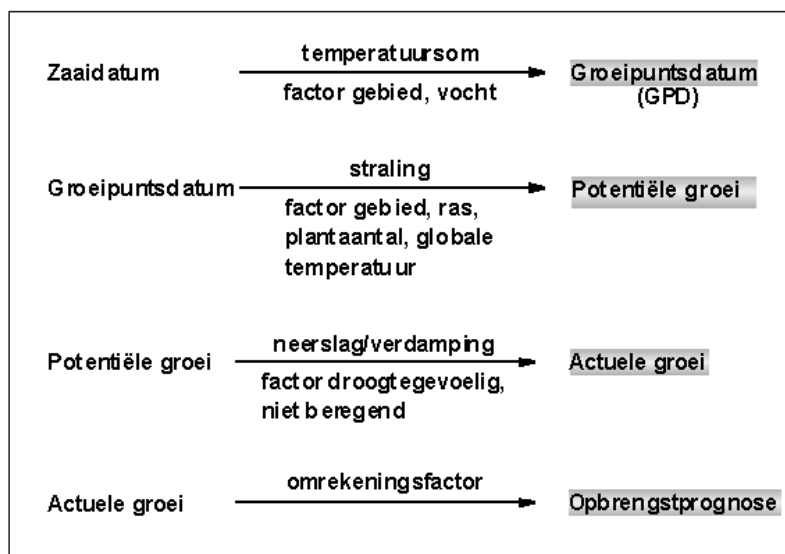 temperatuursom
Zaaidatum
Groeipuntsdatum
(GPD)
factor gebied, vocht
straling
Groeipuntsdatum
Potentiële groei
factor gebied, ras,
plantaantal, globale
temperatuur
neerslag/verdamping
Potentiële groei
Actuele groei
factor droogtegevoelig,
niet beregend
omrekeningsfactor
Actuele groei
Opbrengstprognose